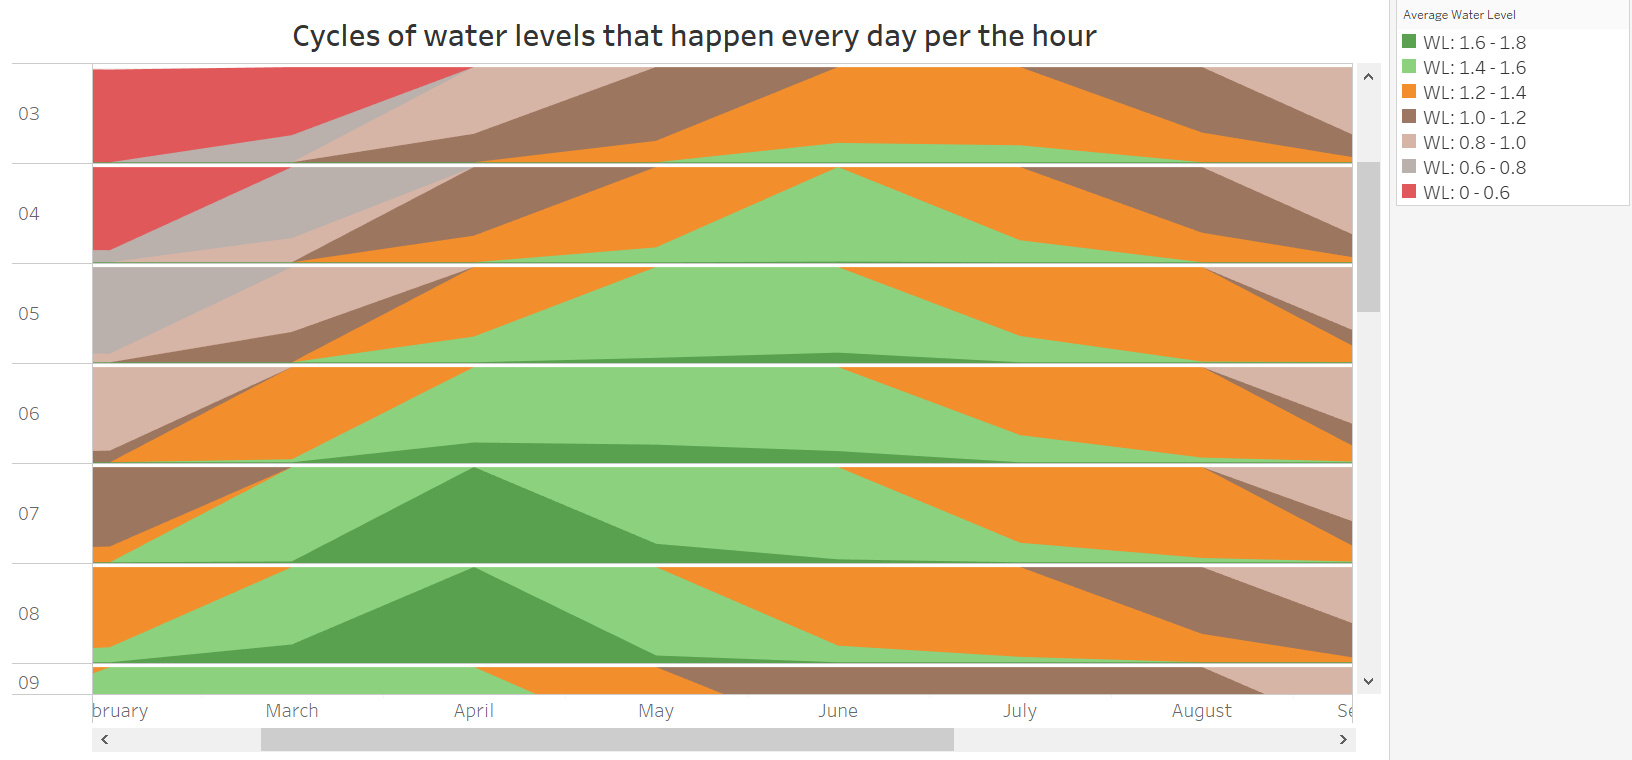 Cycles of water levels that happen every day per the hour
03
04
05
06
07
08
09
bruary March April May June July August Se
Average Water Level
WL: 1.6 - 1.8
WL: 1.4 - 1.6
WL: 1.2 - 1.4
WL: 1.0 - 1.2
WL: 0.8 - 1.0
WL: 0.6 - 0.8
WL: 0 - 0.6